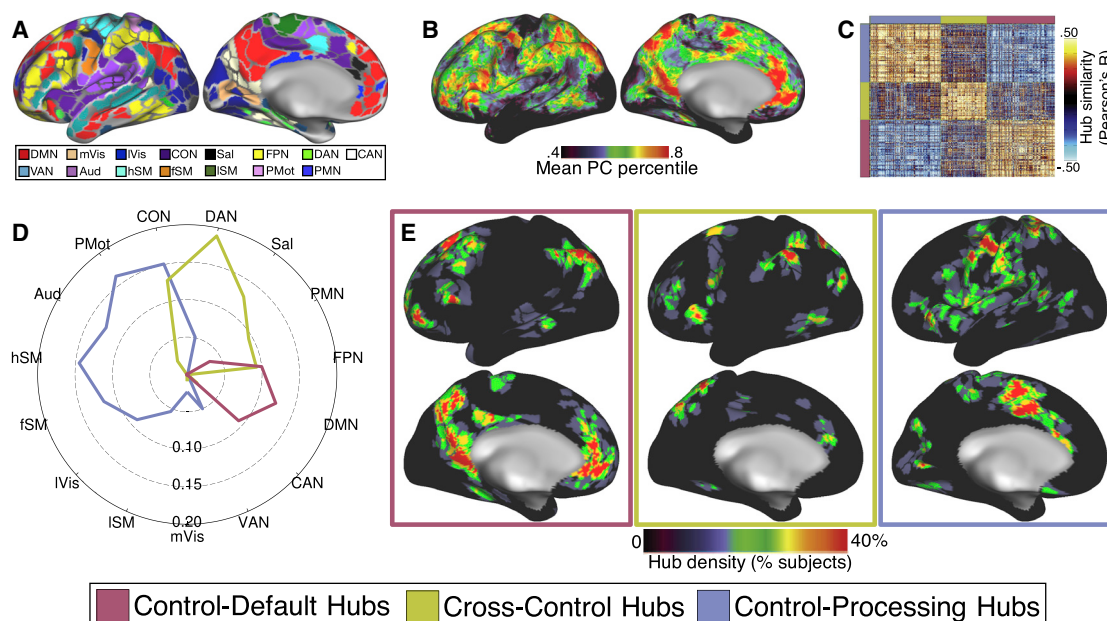 A
B
C
DMN mVis lVis CON Sal FPN DAN CAN
VAN Aud hSM fSM lSM PMot PMN
.4 .8
Mean PC percentile
.50
Hub similarity
(Pearson's R)
-.50
D
CON
DAN
Sal
PMN
FPN
DMN
CAN
VAN
mVis
lSM
lVis
fSM
hSM
Aud
PMot
0.10
0.15
0.20
E
0 40%
Hub density (% subjects)
Control-Default Hubs Cross-Control Hubs Control-Processing Hubs